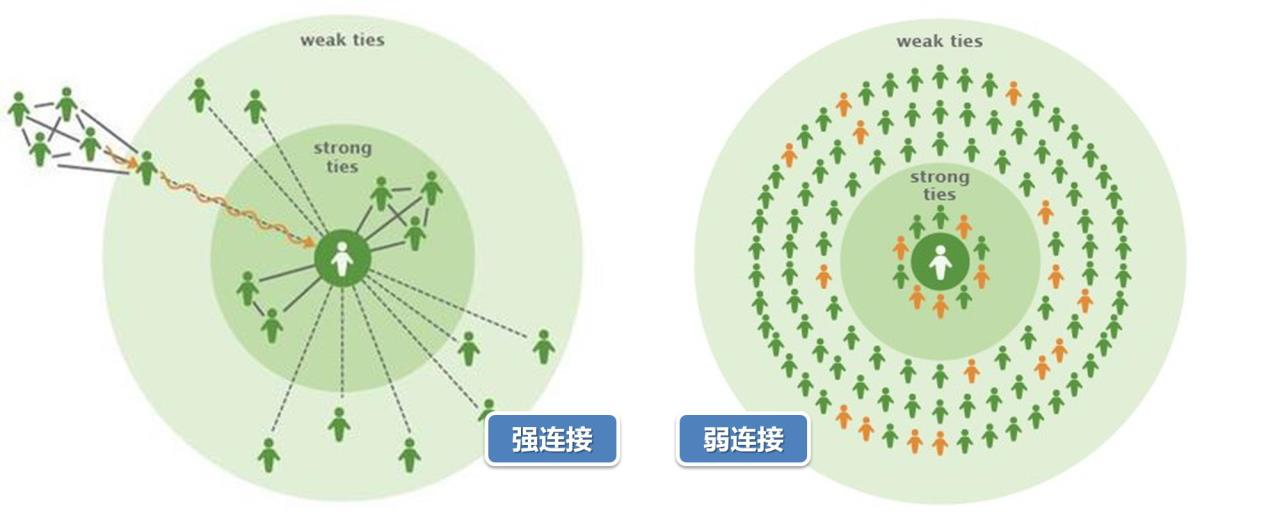 weak ties
strong
ties
强连接
weak ties
strong
ties
弱连接